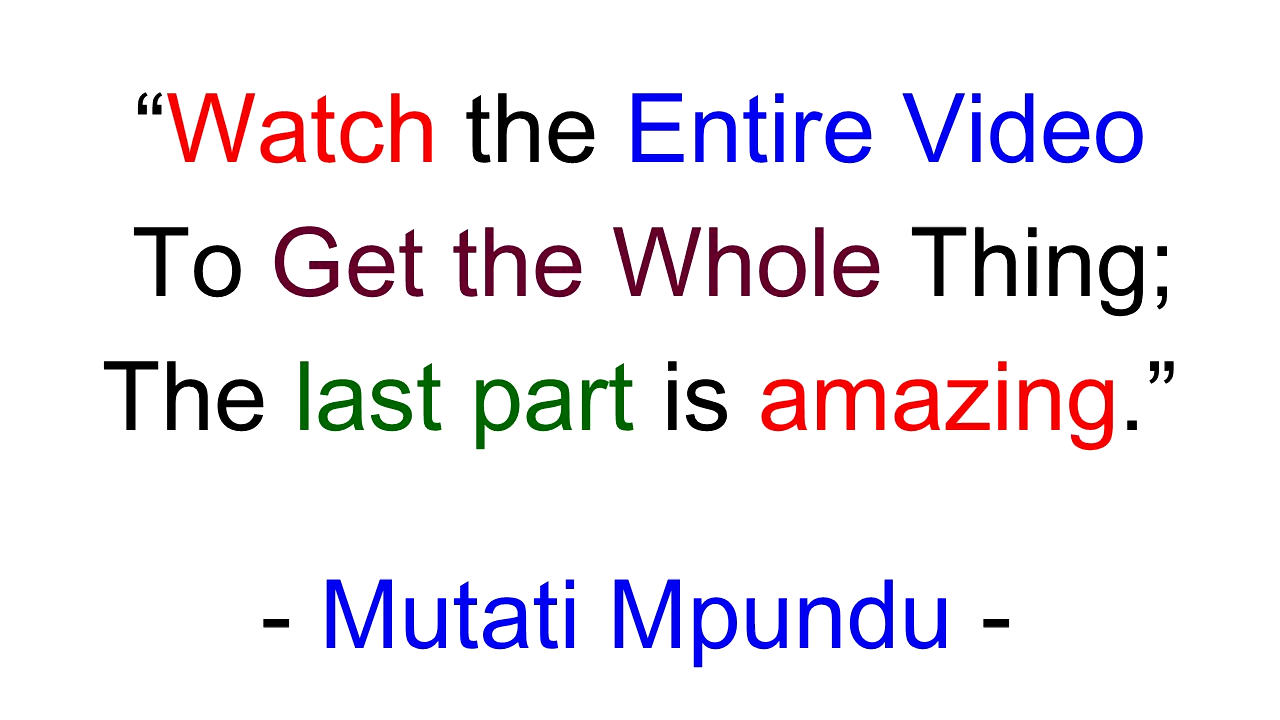 “Watch the Entire Video
To Get the Whole Thing;
The last part is amazing.”
- Mutati Mpundu -